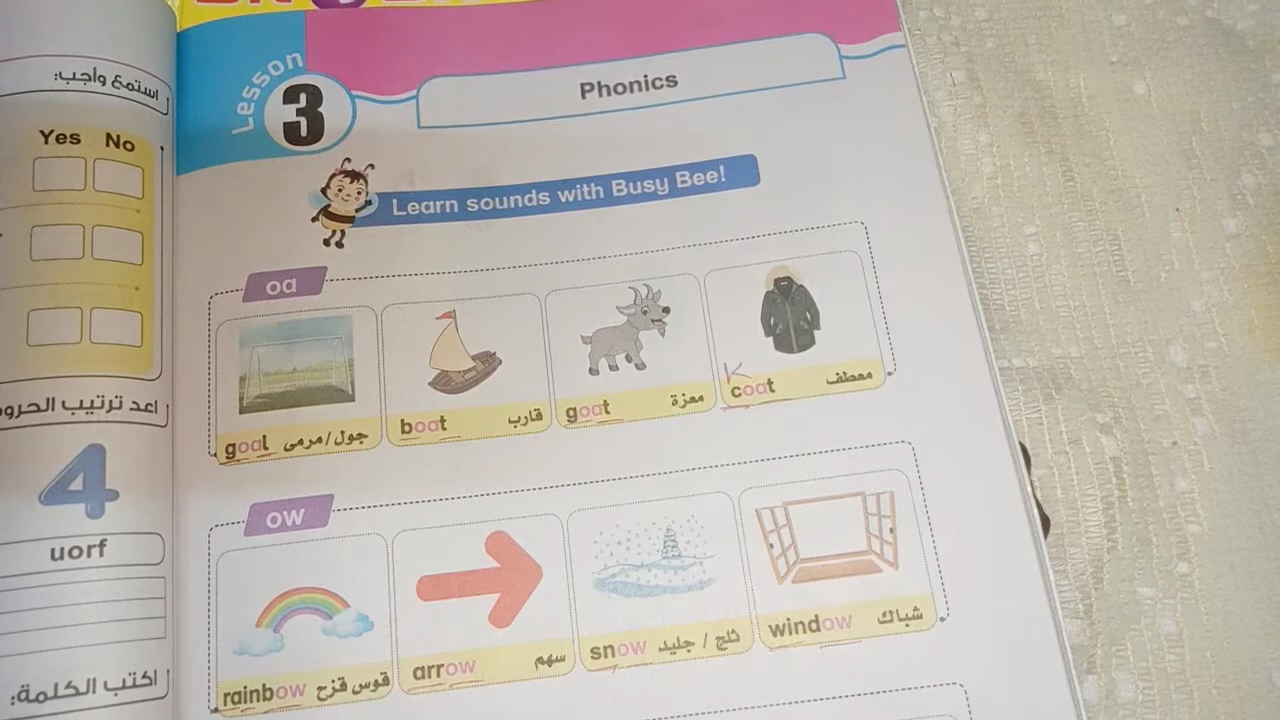 استمع وأجب:
Yes No
اعد ترتيب الحرو
4
uorf
اكتب الكلمة:
Lesson
3
Phonics
Learn sounds with Busy Bee!
oa
goal جول/مرمى
boat قارب
goat معزة
K
coat معطف
ow
rainbow قوس قزح
arrow سهم
snow ثلج / جليد
window شباك